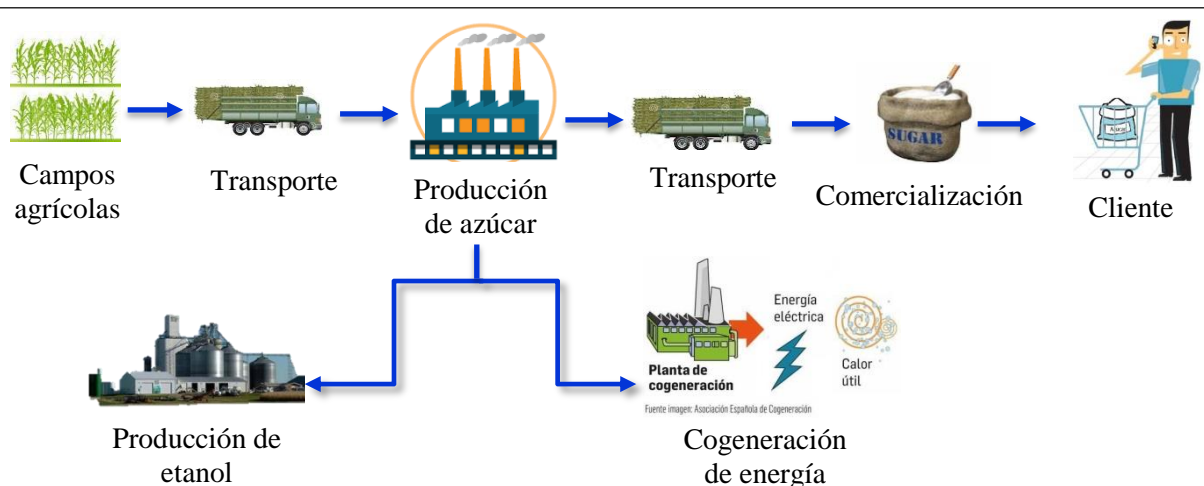 Campos
agrícolas
Transporte
Producción
de azúcar
Transporte
SUGAR
Comercialización
Azúcar
Cliente
Planta de
cogeneración
Energía
eléctrica
Calor
útil
Fuente imagen: Asociación Española de Cogeneración
Producción de
etanol
Cogeneración
de energía